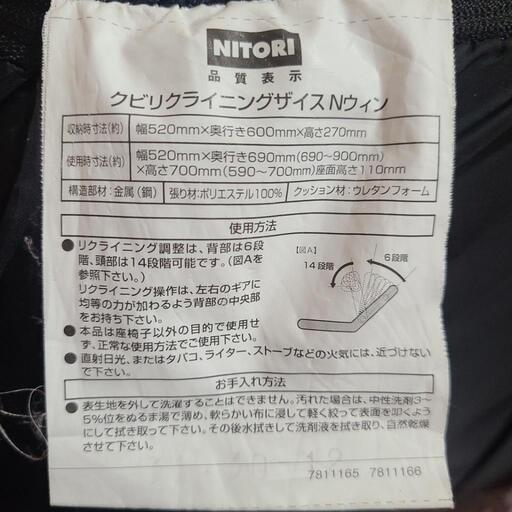 NITORI
品質表示
クビリクライニングザイスNウィン
収納時寸法(約) 幅520mm×奥行き600mm×高さ270mm
使用時寸法(約) 幅520mm×奥行き690mm(690~900mm)
×高さ700mm(590~700mm)座面高さ110mm
構造部材:金属(鋼) 張り材:ポリエステル100% クッション材:ウレタンフォーム
使用方法
●リクライニング調整は、背部は6段
階、頭部は14段階可能です。(図Aを
参照下さい。)
リクライニング操作は、左右のギアに
均等の力が加わるよう背部の中央部
をお持ち下さい。
【図A】
14段階
6段階
●本品は座椅子以外の目的で使用せ
ず、正常な使用方法でご使用下さい。
●直射日光、またはタバコ、ライター、ストーブなどの火気には、近づけない
で下さい。
お手入れ方法
●表生地を外して洗濯することはできません。汚れた場合は、中性洗剤3~
5%位をぬるま湯で薄め、軟らかい布に浸して軽く絞って表面を叩くよう
にして拭き取って下さい。その後水拭きして洗剤液を拭き取り、自然乾燥
させて下さい。
7811165 7811166